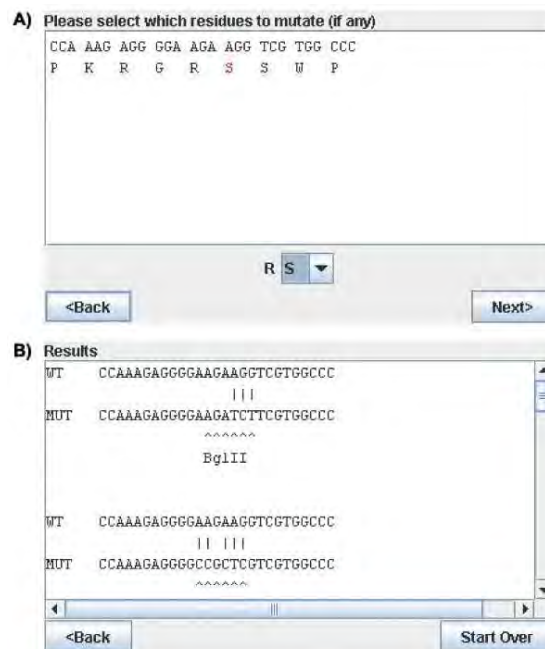 A) Please select which residues to mutate (if any)
CCA AAG AGG GGA AGA AGG TCG TGG CCC
P K R G R S S W P
R S
<Back Next>
B) Results
WT CCAAAGAGGGGAAGAAGGTCGTGGCCC
|||
MUT CCAAAGAGGGGAAGATCTTCGTGGCCC
^^^^^^
BglII
WT CCAAAGAGGGGAAGAAGGTCGTGGCCC
|| |||
MUT CCAAAGAGGGGCCGCTCGTCGTGGCCC
^^^^^^
<Back Start Over